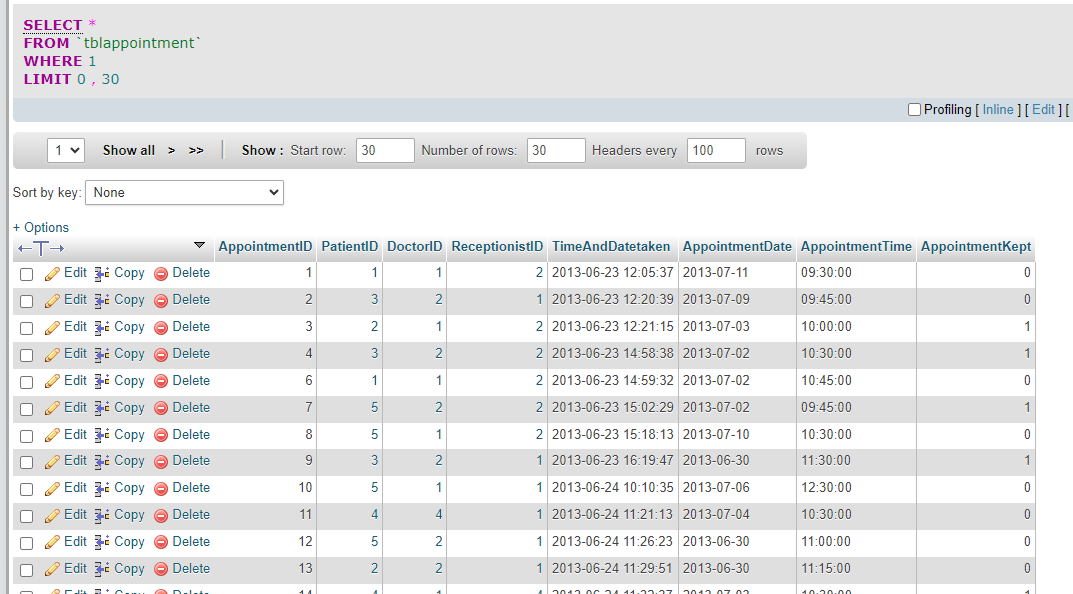 SELECT *
FROM `tblappointment`
WHERE 1
LIMIT 0 , 30
Profiling [ Inline ] [ Edit ] [
1 Show all > >> Show : Start row: 30 Number of rows: 30 Headers every 100 rows
Sort by key: None
+ Options
←T→ AppointmentID PatientID DoctorID ReceptionistID TimeAndDatetaken AppointmentDate AppointmentTime AppointmentKept
Edit Copy Delete 1 1 1 2 2013-06-23 12:05:37 2013-07-11 09:30:00 0
Edit Copy Delete 2 3 2 1 2013-06-23 12:20:39 2013-07-09 09:45:00 0
Edit Copy Delete 3 2 1 2 2013-06-23 12:21:15 2013-07-03 10:00:00 1
Edit Copy Delete 4 3 2 2 2013-06-23 14:58:38 2013-07-02 10:30:00 1
Edit Copy Delete 6 1 1 2 2013-06-23 14:59:32 2013-07-02 10:45:00 0
Edit Copy Delete 7 5 2 2 2013-06-23 15:02:29 2013-07-02 09:45:00 1
Edit Copy Delete 8 5 1 2 2013-06-23 15:18:13 2013-07-10 10:30:00 0
Edit Copy Delete 9 3 2 1 2013-06-23 16:19:47 2013-06-30 11:30:00 1
Edit Copy Delete 10 5 1 1 2013-06-24 10:10:35 2013-07-06 12:30:00 0
Edit Copy Delete 11 4 4 1 2013-06-24 11:21:13 2013-07-04 10:30:00 0
Edit Copy Delete 12 5 2 1 2013-06-24 11:26:23 2013-06-30 11:00:00 0
Edit Copy Delete 13 2 2 1 2013-06-24 11:29:51 2013-06-30 11:15:00 0